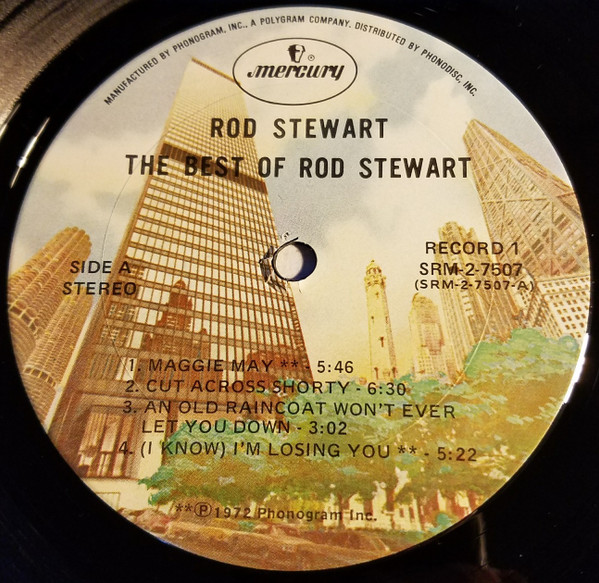 MANUFACTURED BY PHONOGRAM, INC., A POLYGRAM COMPANY. DISTRIBUTED BY PHONODISC, INC.
mercury
®
ROD STEWART
THE BEST OF ROD STEWART
SIDE A
STEREO
RECORD 1
SRM-2-7507
(SRM-2-7507-A)
1. MAGGIE MAY ** - 5:46
2. CUT ACROSS SHORTY - 6:30
3. AN OLD RAINCOAT WON'T EVER
LET YOU DOWN - 3:02
4. (I KNOW) I'M LOSING YOU ** - 5:22
**Ⓟ1972 Phonogram Inc.